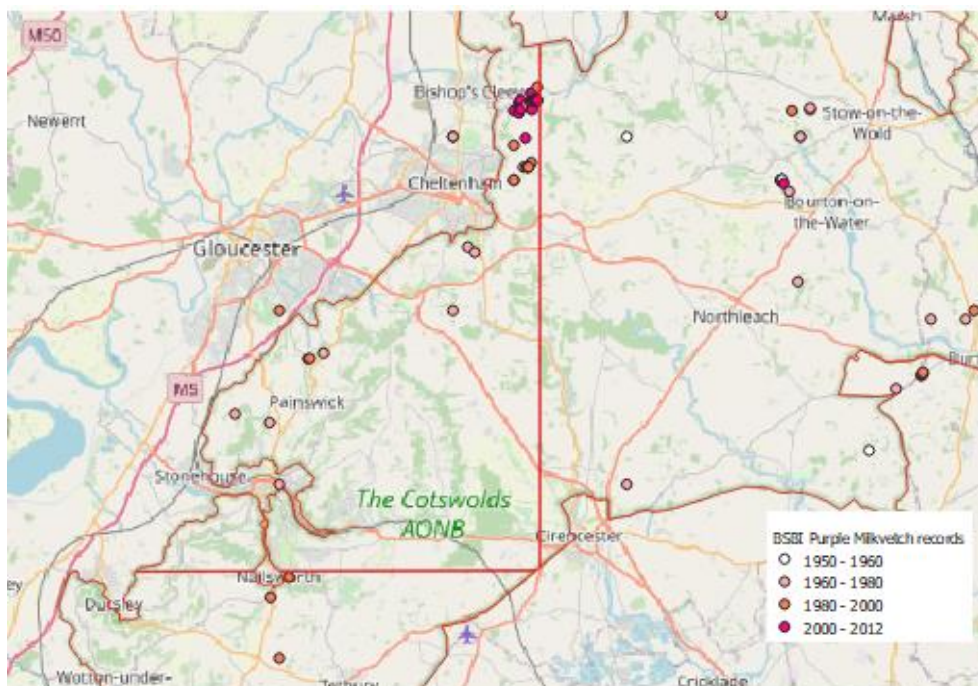 M50
Marsh
Bishop's Cleeve
Newent
Stow-on-the-
Wold
Cheltenham
Bourton-on-
the-Water
Gloucester
Northleach
M5
Painswick
Stonehouse
The Cotswolds
AONB
Cirencester
Nailsworth
Dursley
Wotton-under-
Tetbury
Cricklade
BSBI Purple Milkvetch records
1950 - 1960
1960 - 1980
1980 - 2000
2000 - 2012